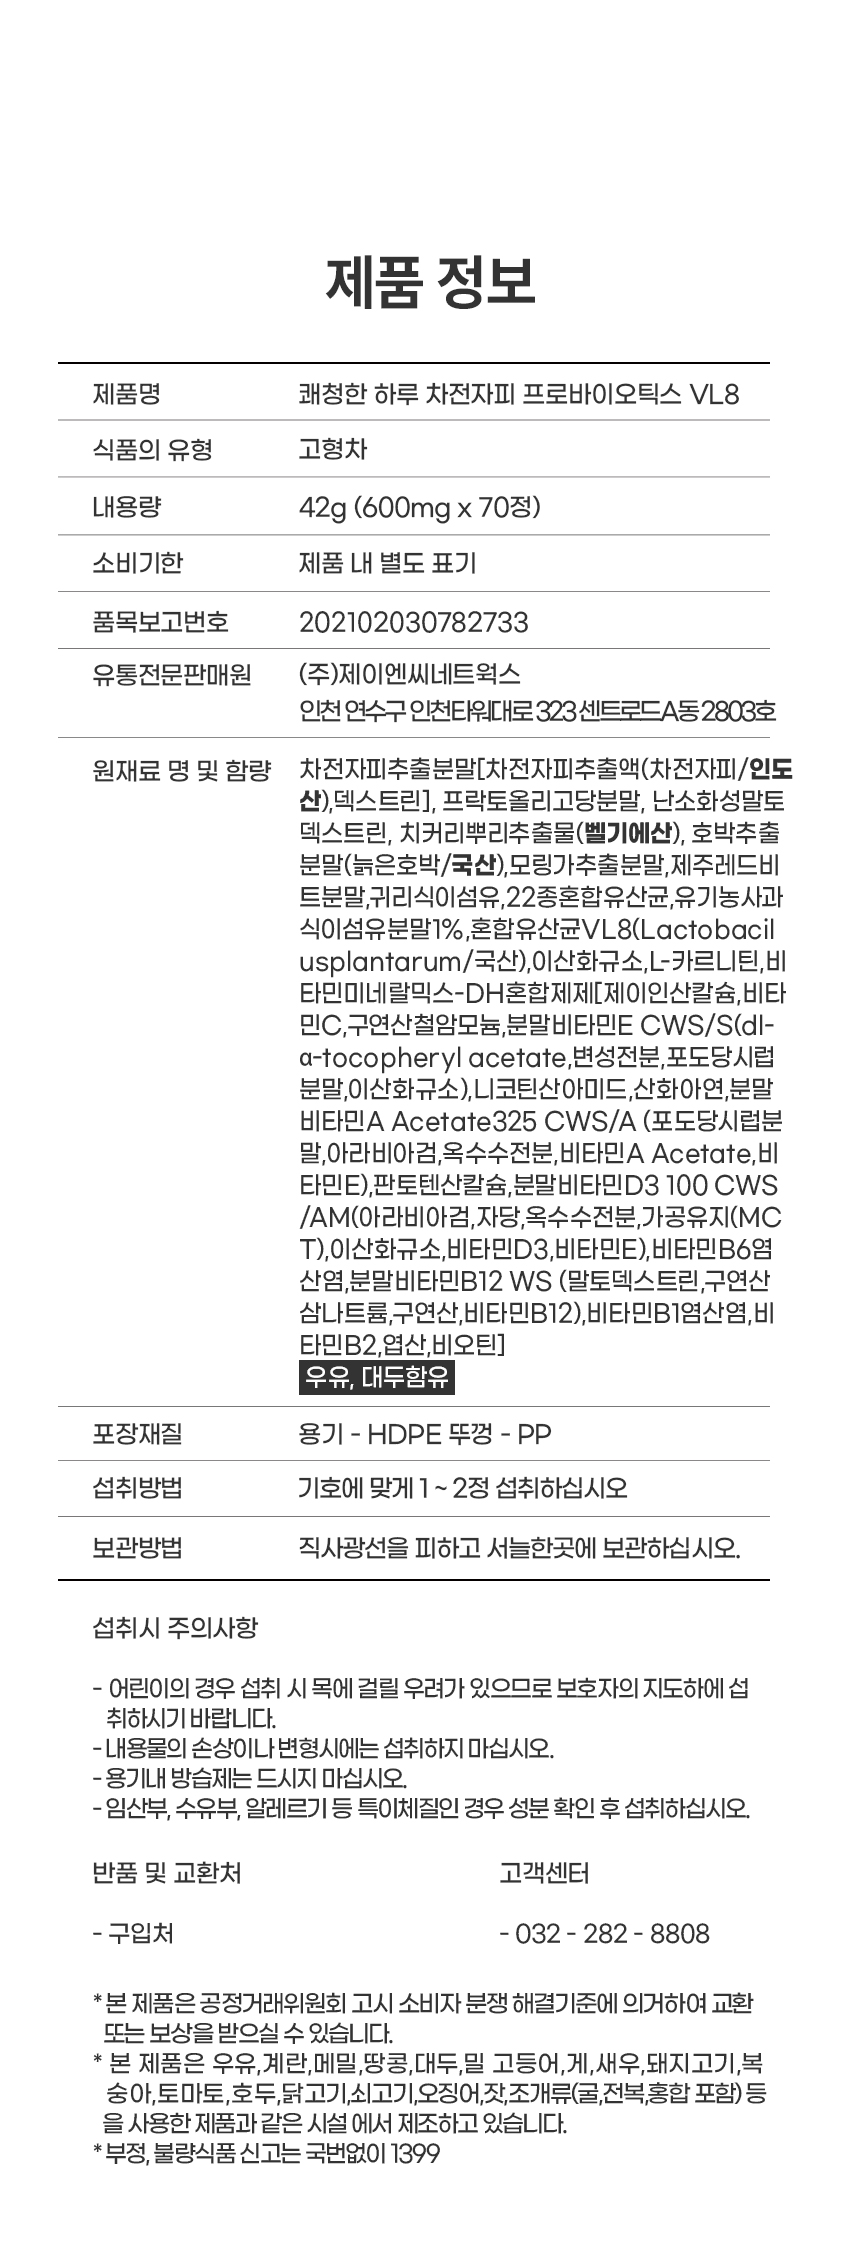 제품 정보
제품명 쾌청한 하루 차전자피 프로바이오틱스 VL8
식품의 유형 고형차
내용량 42g (600mg x 70정)
소비기한 제품 내 별도 표기
품목보고번호 202102030782733
유통전문판매원 (주)제이엔씨네트웍스
인천 연수구 인천타워대로 323 센트로드A동 2803호
원재료 명 및 함량 차전자피추출분말[차전자피추출액(차전자피/인도
산),덱스트린], 프락토올리고당분말, 난소화성말토
덱스트린, 치커리뿌리추출물(벨기에산), 호박추출
분말(늙은호박/국산),모링가추출분말,제주레드비
트분말,귀리식이섬유,22종혼합유산균,유기농사과
식이섬유분말1%,혼합유산균VL8(Lactobacil
usplantarum/국산),이산화규소,L-카르니틴,비
타민미네랄믹스-DH혼합제제[제이인산칼슘,비타
민C,구연산철암모늄,분말비타민E CWS/S(dl-
α-tocopheryl acetate,변성전분,포도당시럽
분말,이산화규소),니코틴산아미드,산화아연,분말
비타민A Acetate325 CWS/A (포도당시럽분
말,아라비아검,옥수수전분,비타민A Acetate,비
타민E),판토텐산칼슘,분말비타민D3 100 CWS
/AM(아라비아검,자당,옥수수전분,가공유지(MC
T),이산화규소,비타민D3,비타민E),비타민B6염
산염,분말비타민B12 WS (말토덱스트린,구연산
삼나트륨,구연산,비타민B12),비타민B1염산염,비
타민B2,엽산,비오틴]
우유, 대두함유
포장재질 용기 - HDPE 뚜껑 - PP
섭취방법 기호에 맞게 1 ~ 2정 섭취하십시오
보관방법 직사광선을 피하고 서늘한곳에 보관하십시오.
섭취시 주의사항
- 어린이의 경우 섭취 시 목에 걸릴 우려가 있으므로 보호자의 지도하에 섭
취하시기 바랍니다.
- 내용물의 손상이나 변형시에는 섭취하지 마십시오.
- 용기내 방습제는 드시지 마십시오.
- 임산부, 수유부, 알레르기 등 특이체질인 경우 성분 확인 후 섭취하십시오.
반품 및 교환처 고객센터
- 구입처 - 032 - 282 - 8808
* 본 제품은 공정거래위원회 고시 소비자 분쟁 해결기준에 의거하여 교환
또는 보상을 받으실 수 있습니다.
* 본 제품은 우유,계란,메밀,땅콩,대두,밀 고등어,게,새우,돼지고기,복
숭아,토마토,호두,닭고기,쇠고기,오징어,잣,조개류(굴,전복,홍합 포함) 등
을 사용한 제품과 같은 시설 에서 제조하고 있습니다.
* 부정, 불량식품 신고는 국번없이 1399